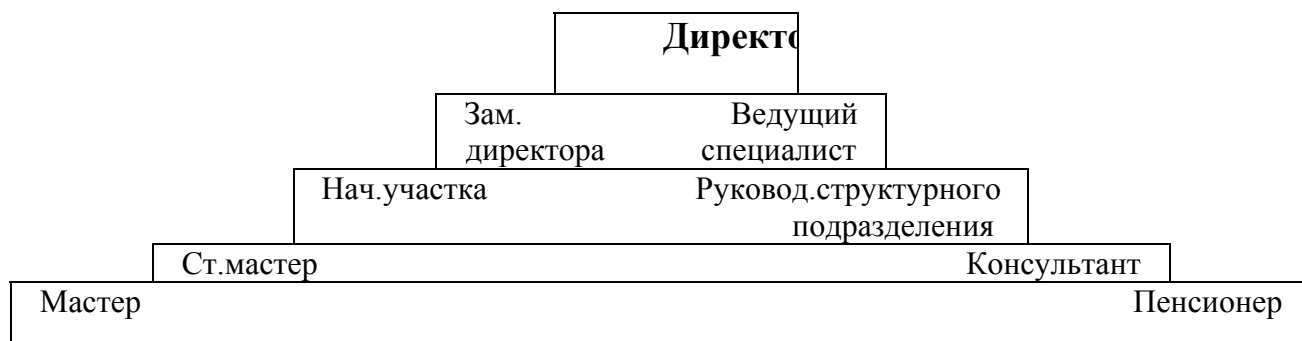 Директо
Зам. Ведущий
директора специалист
Нач.участка Руковод.структурного
подразделения
Ст.мастер Консультант
Мастер Пенсионер